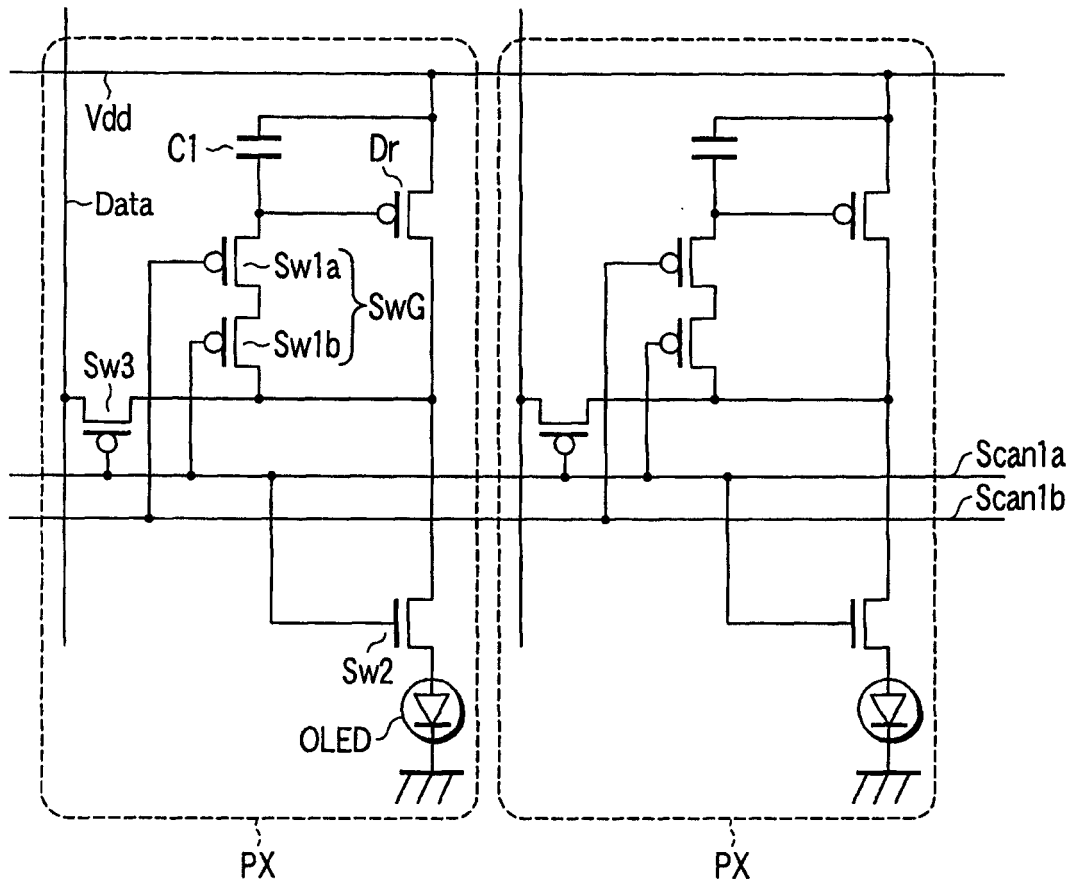 Vdd
C1
Dr
Data
Sw1a
SwG
Sw1b
Sw3
Scan1a
Scan1b
Sw2
OLED
PX
PX